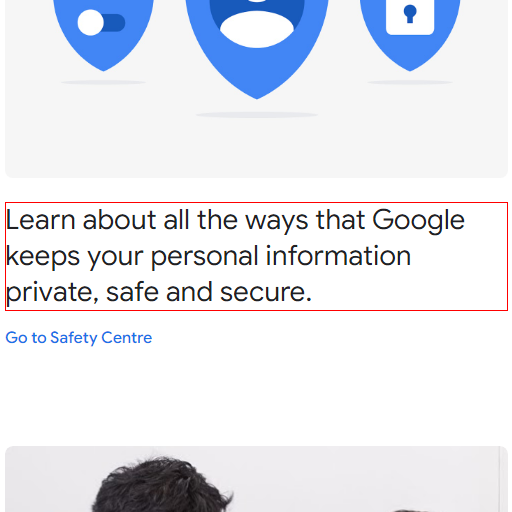 Learn about all the ways that Google
keeps your personal information
private, safe and secure.
Go to Safety Centre